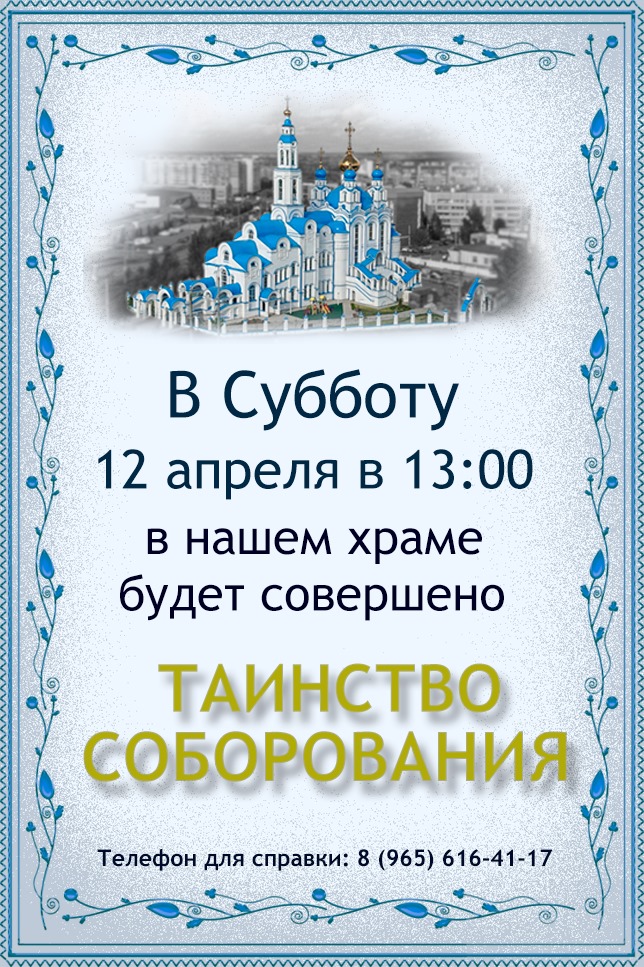 В Субботу
12 апреля в 13:00
в нашем храме
будет совершено
ТАИНСТВО
СОБОРОВАНИЯ
Телефон для справки: 8 (965) 616-41-17